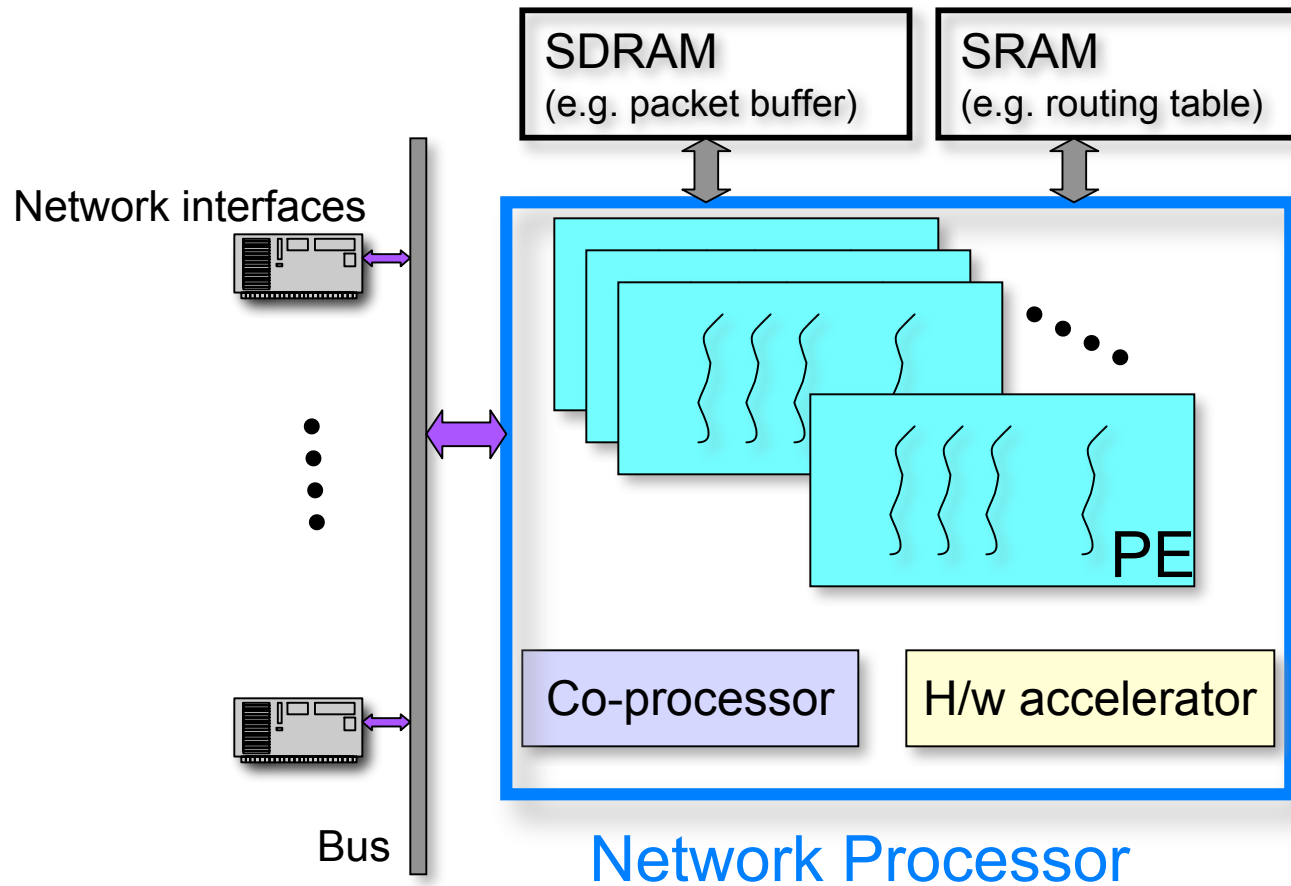 SDRAM
(e.g. packet buffer)
SRAM
(e.g. routing table)
Network interfaces
PE
Co-processor
H/w accelerator
Bus
Network Processor